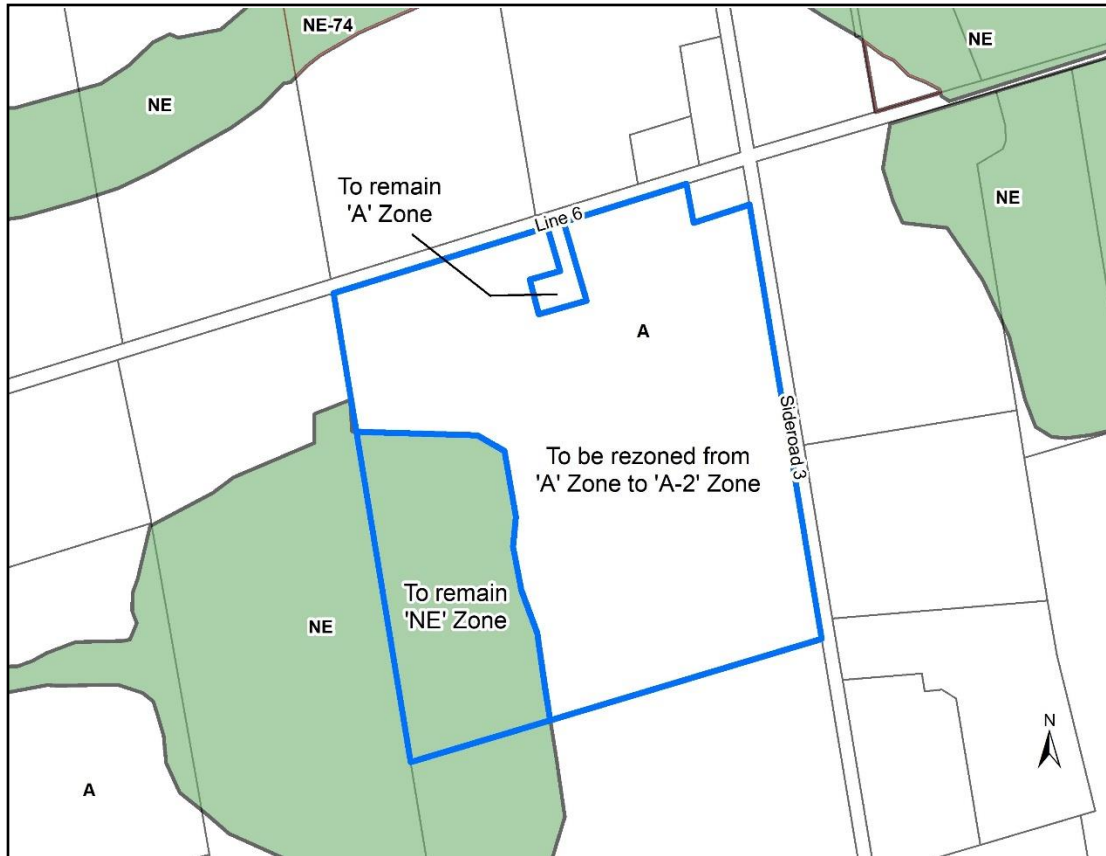 NE-74
NE
NE
To remain
'A' Zone
Line 6
NE
A
Sideroad 3
To be rezoned from
'A' Zone to 'A-2' Zone
To remain
'NE' Zone
NE
N
A